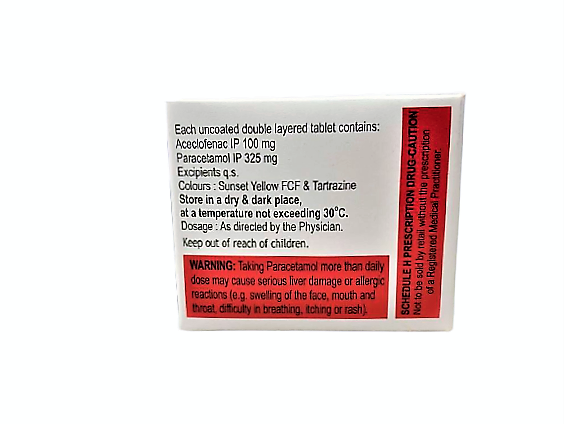 Each uncoated double layered tablet contains:
Aceclofenac IP 100 mg
Paracetamol IP 325 mg
Excipients q.s.
Colours : Sunset Yellow FCF & Tartrazine
Store in a dry & dark place,
at a temperature not exceeding 30°C.
Dosage : As directed by the Physician.
Keep out of reach of children.
WARNING: Taking Paracetamol more than daily
dose may cause serious liver damage or allergic
reactions (e.g. swelling of the face, mouth and
throat, difficulty in breathing, itching or rash).
SCHEDULE H PRESCRIPTION DRUG-CAUTION
Not to be sold by retail without the prescription
of a Registered Medical Practitioner.